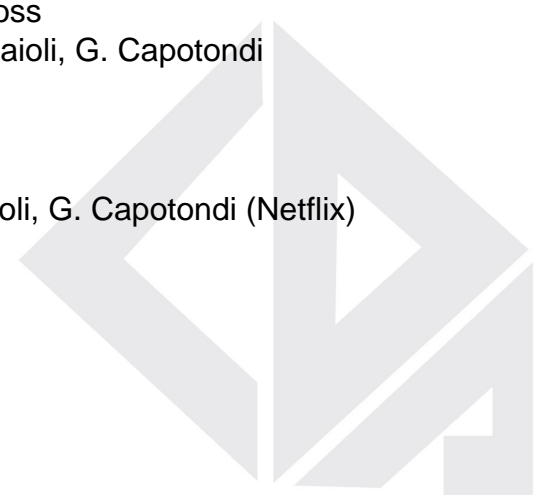 oss
aioli, G. Capotondi
oli, G. Capotondi (Netflix)